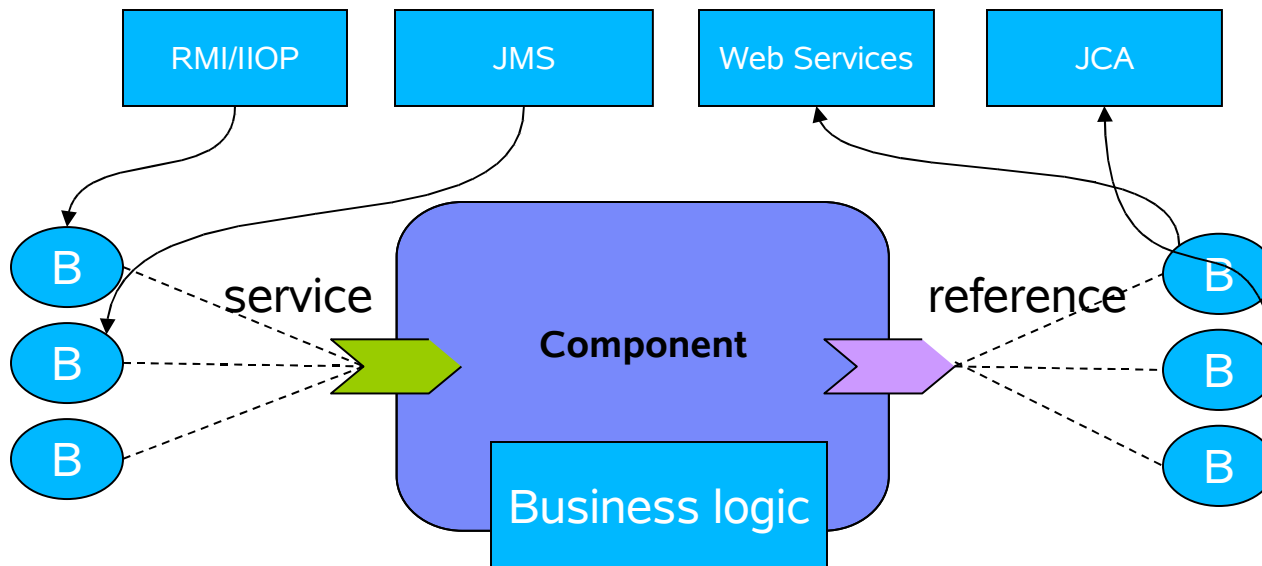 RMI/IIOP
JMS
Web Services
JCA
B
service
reference
B
Component
B
B
B
B
Business logic